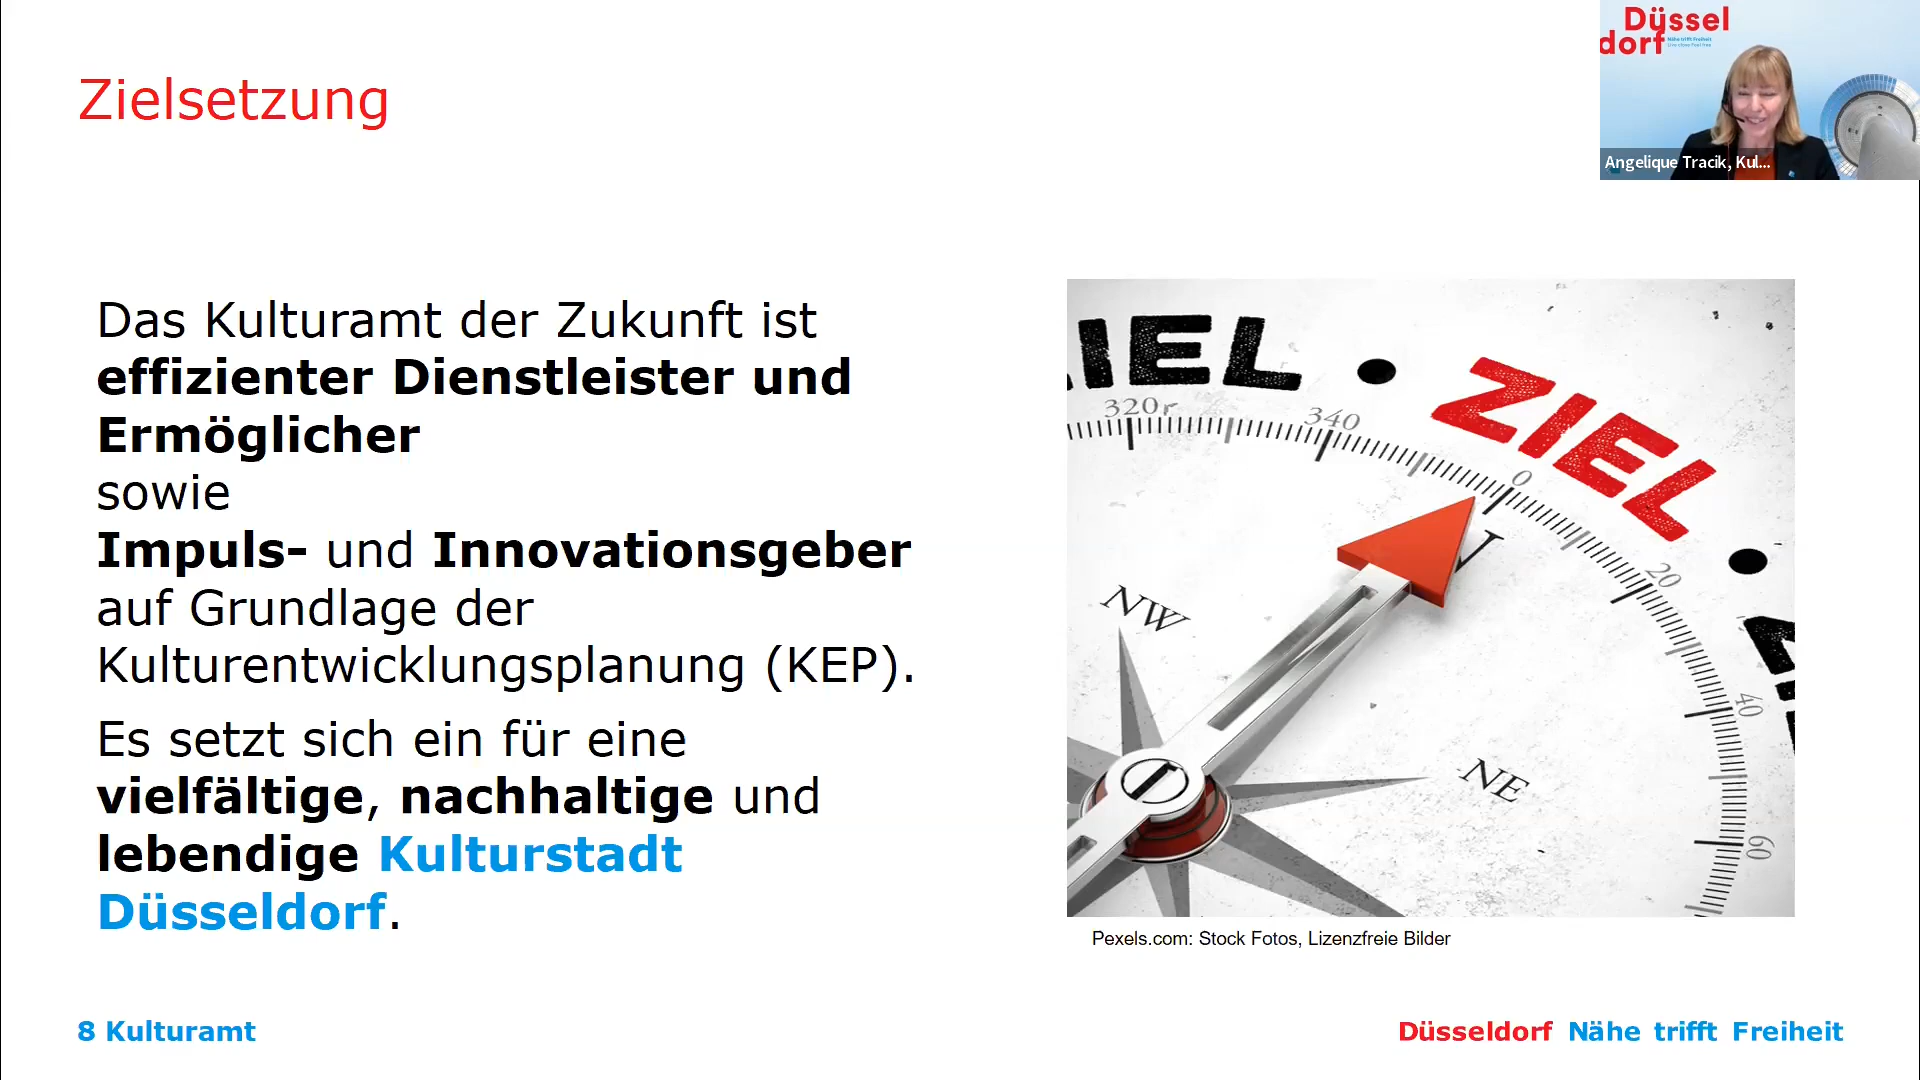 Zielsetzung
Düssel
dorf
Angelique Tracik, Kul...
Das Kulturamt der Zukunft ist
effizienter Dienstleister und
Ermöglicher
sowie
Impuls- und Innovationsgeber
auf Grundlage der
Kulturentwicklungsplanung (KEP).
Es setzt sich ein für eine
vielfältige, nachhaltige und
lebendige Kulturstadt
Düsseldorf.
IEL • ZIEL •
320
340
0
20
40
60
NW
N
NE
Pexels.com: Stock Fotos, Lizenzfreie Bilder
8 Kulturamt
Düsseldorf Nähe trifft Freiheit